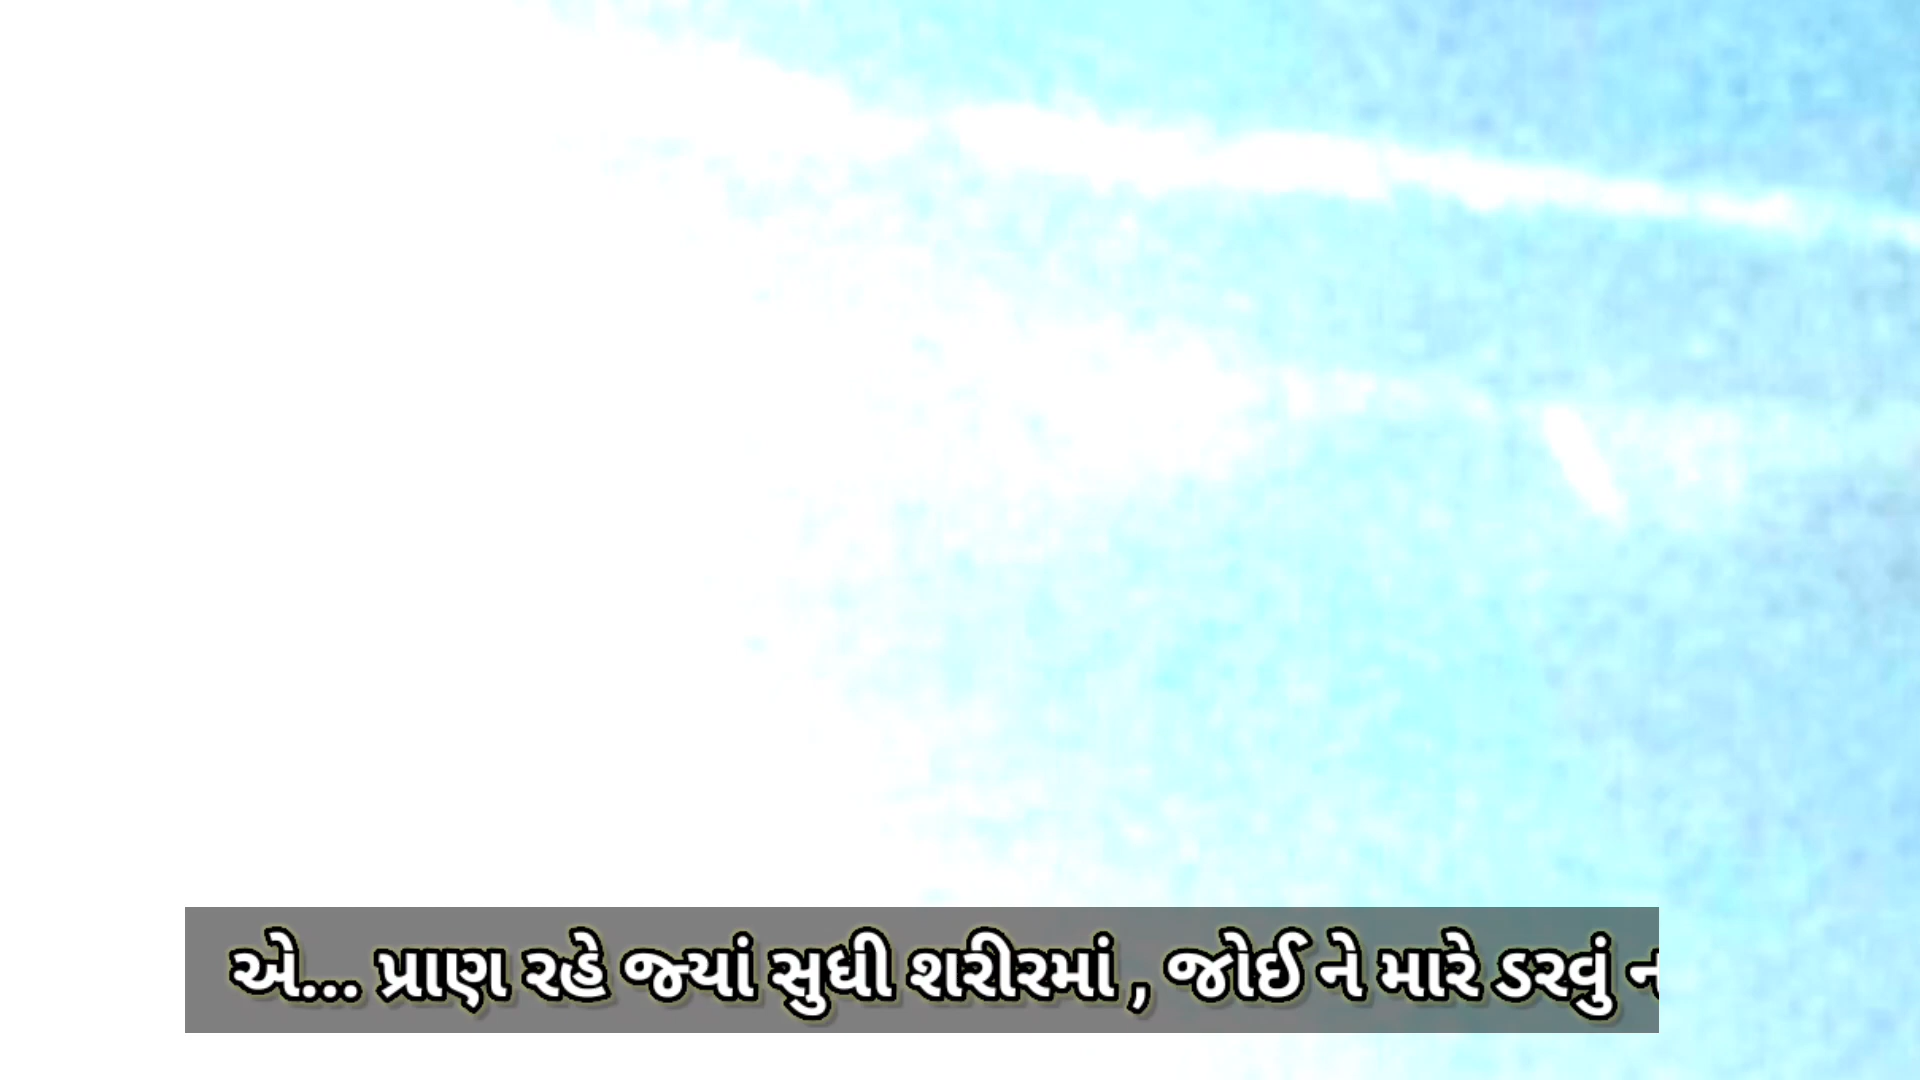 એ... પ્રાણ રહે જ્યાં સુધી શરીરમાં , જોઈ ને મારે ડરવું